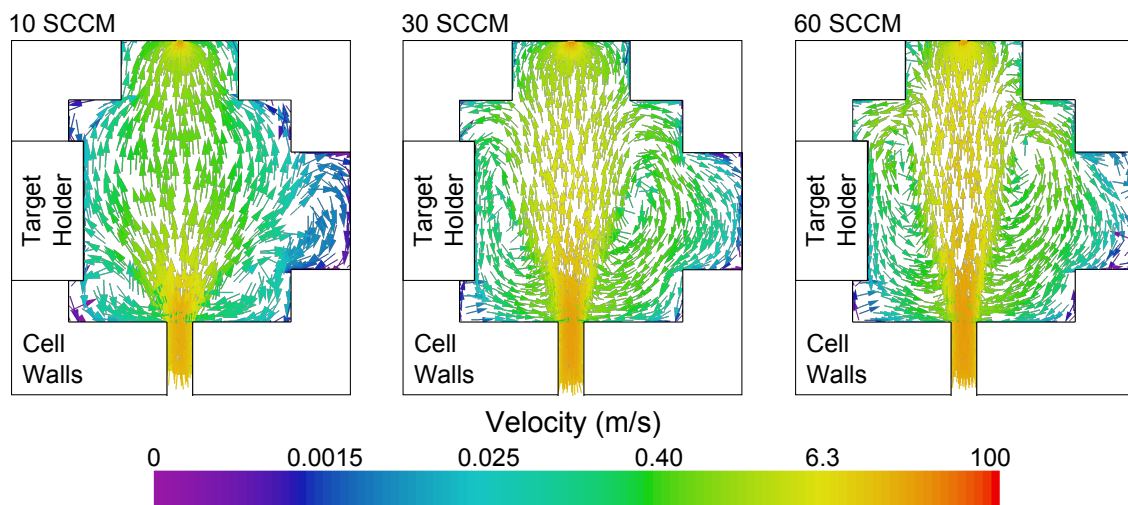 10 SCCM
30 SCCM
60 SCCM
Target
Holder
Target
Holder
Target
Holder
Cell
Walls
Cell
Walls
Cell
Walls
Velocity (m/s)
0 0.0015 0.025 0.40 6.3 100